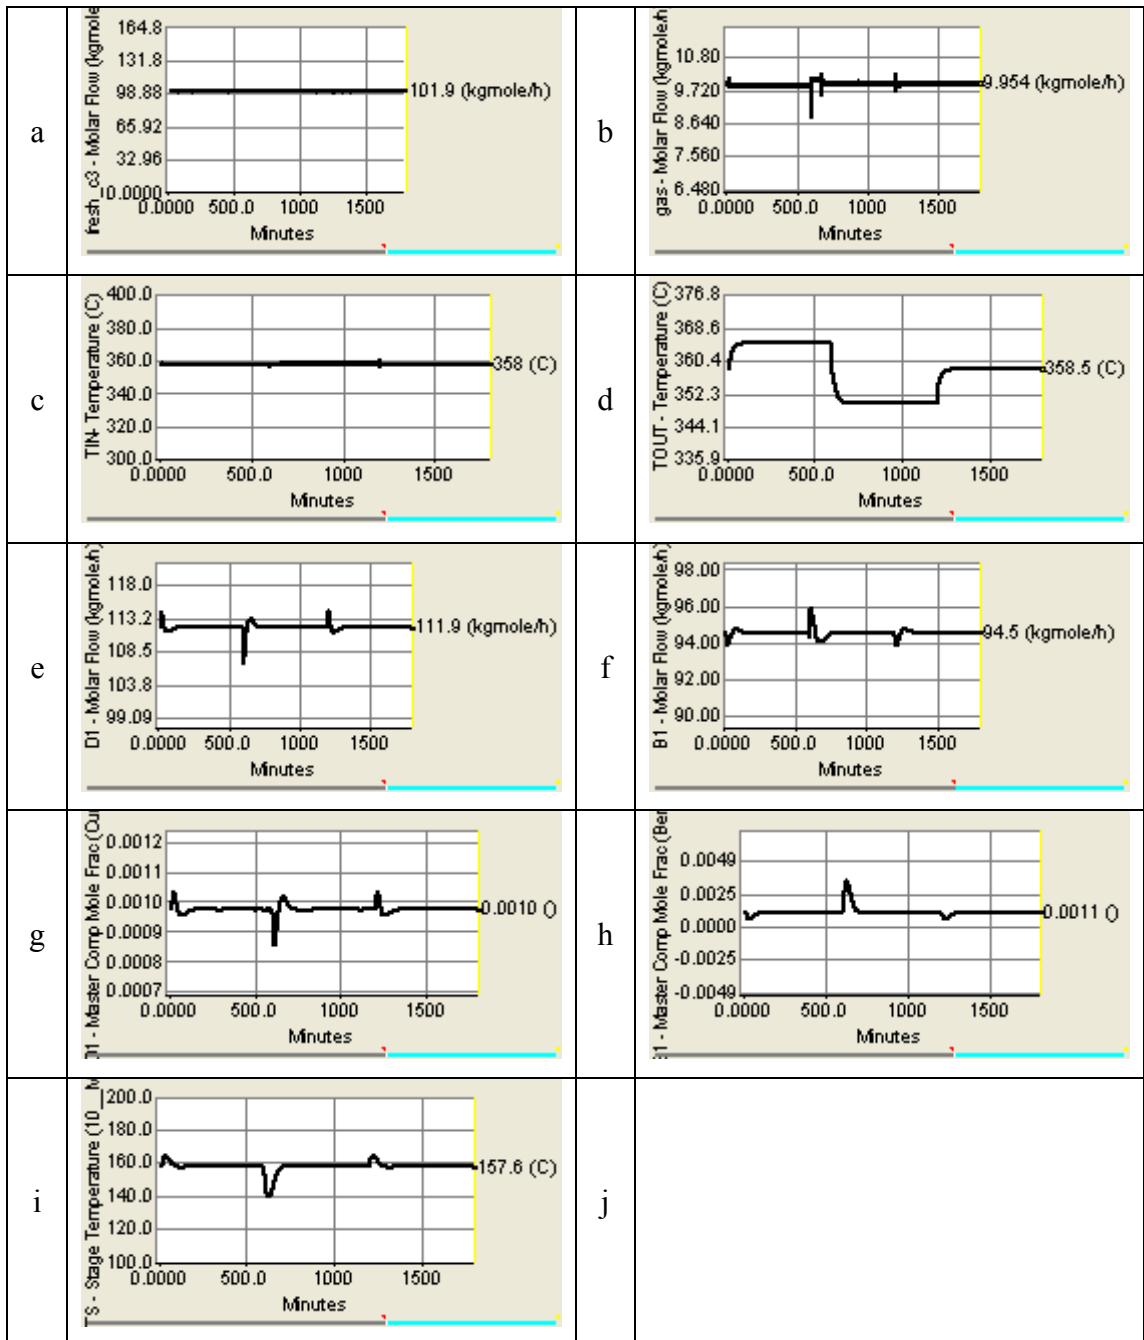 a
fresh_c3 - Molar Flow (kgmole/h
164.8
131.8
98.88
65.92
32.96
-0.0000
0.0000 500.0 1000 1500
Minutes
101.9 (kgmole/h)
b
gas - Molar Flow (kgmole/h)
10.80
9.720
8.640
7.560
6.480
0.0000 500.0 1000 1500
Minutes
9.954 (kgmole/h)
c
TIN- Temperature (C)
400.0
380.0
360.0
340.0
320.0
300.0
0.0000 500.0 1000 1500
Minutes
358 (C)
d
TOUT - Temperature (C)
376.8
368.6
360.4
352.3
344.1
335.9
0.0000 500.0 1000 1500
Minutes
358.5 (C)
e
D1 - Molar Flow (kgmole/h)
118.0
113.2
108.5
103.8
99.09
0.0000 500.0 1000 1500
Minutes
111.9 (kgmole/h)
f
B1 - Molar Flow (kgmole/h)
98.00
96.00
94.00
92.00
90.00
0.0000 500.0 1000 1500
Minutes
94.5 (kgmole/h)
g
D1 - Master Comp Mole Frac (Cu
0.0012
0.0011
0.0010
0.0009
0.0008
0.0007
0.0000 500.0 1000 1500
Minutes
0.0010 ()
h
B1 - Master Comp Mole Frac (Ben
0.0049
0.0025
0.0000
-0.0025
-0.0049
0.0000 500.0 1000 1500
Minutes
0.0011 ()
i
TS - Stage Temperature (10__M
200.0
180.0
160.0
140.0
120.0
100.0
0.0000 500.0 1000 1500
Minutes
157.6 (C)
j